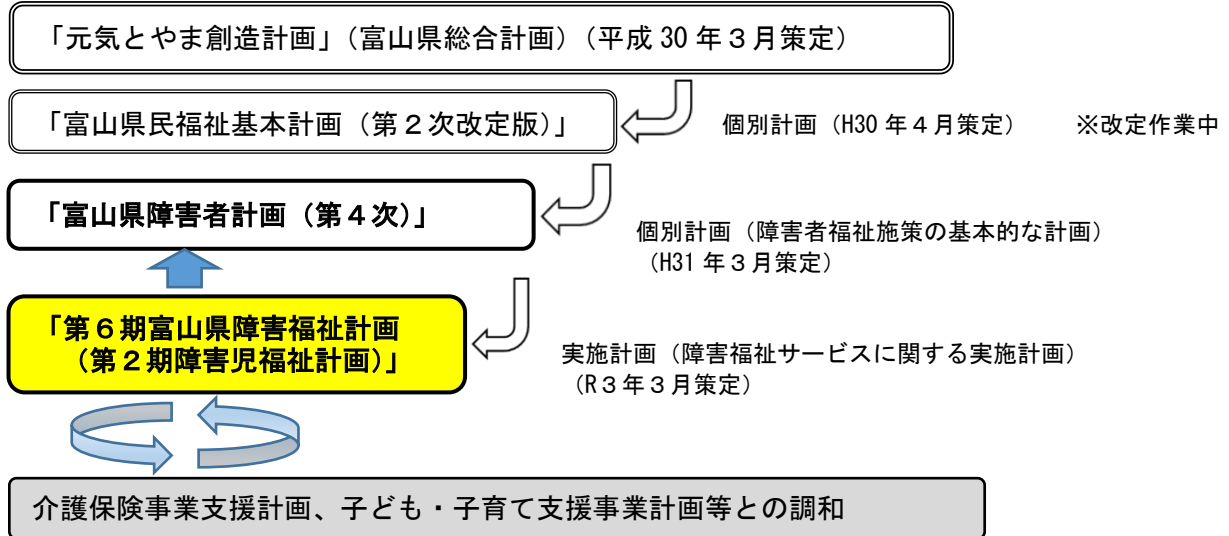 「元気とやま創造計画」（富山県総合計画）（平成 30 年３月策定）
「富山県民福祉基本計画（第２次改定版）」
個別計画（H30 年４月策定）　　※改定作業中
「富山県障害者計画（第４次）」
個別計画（障害者福祉施策の基本的な計画）
（H31 年３月策定）
「第６期富山県障害福祉計画
（第２期障害児福祉計画）」
実施計画（障害福祉サービスに関する実施計画）
（R３年３月策定）
介護保険事業支援計画、子ども・子育て支援事業計画等との調和